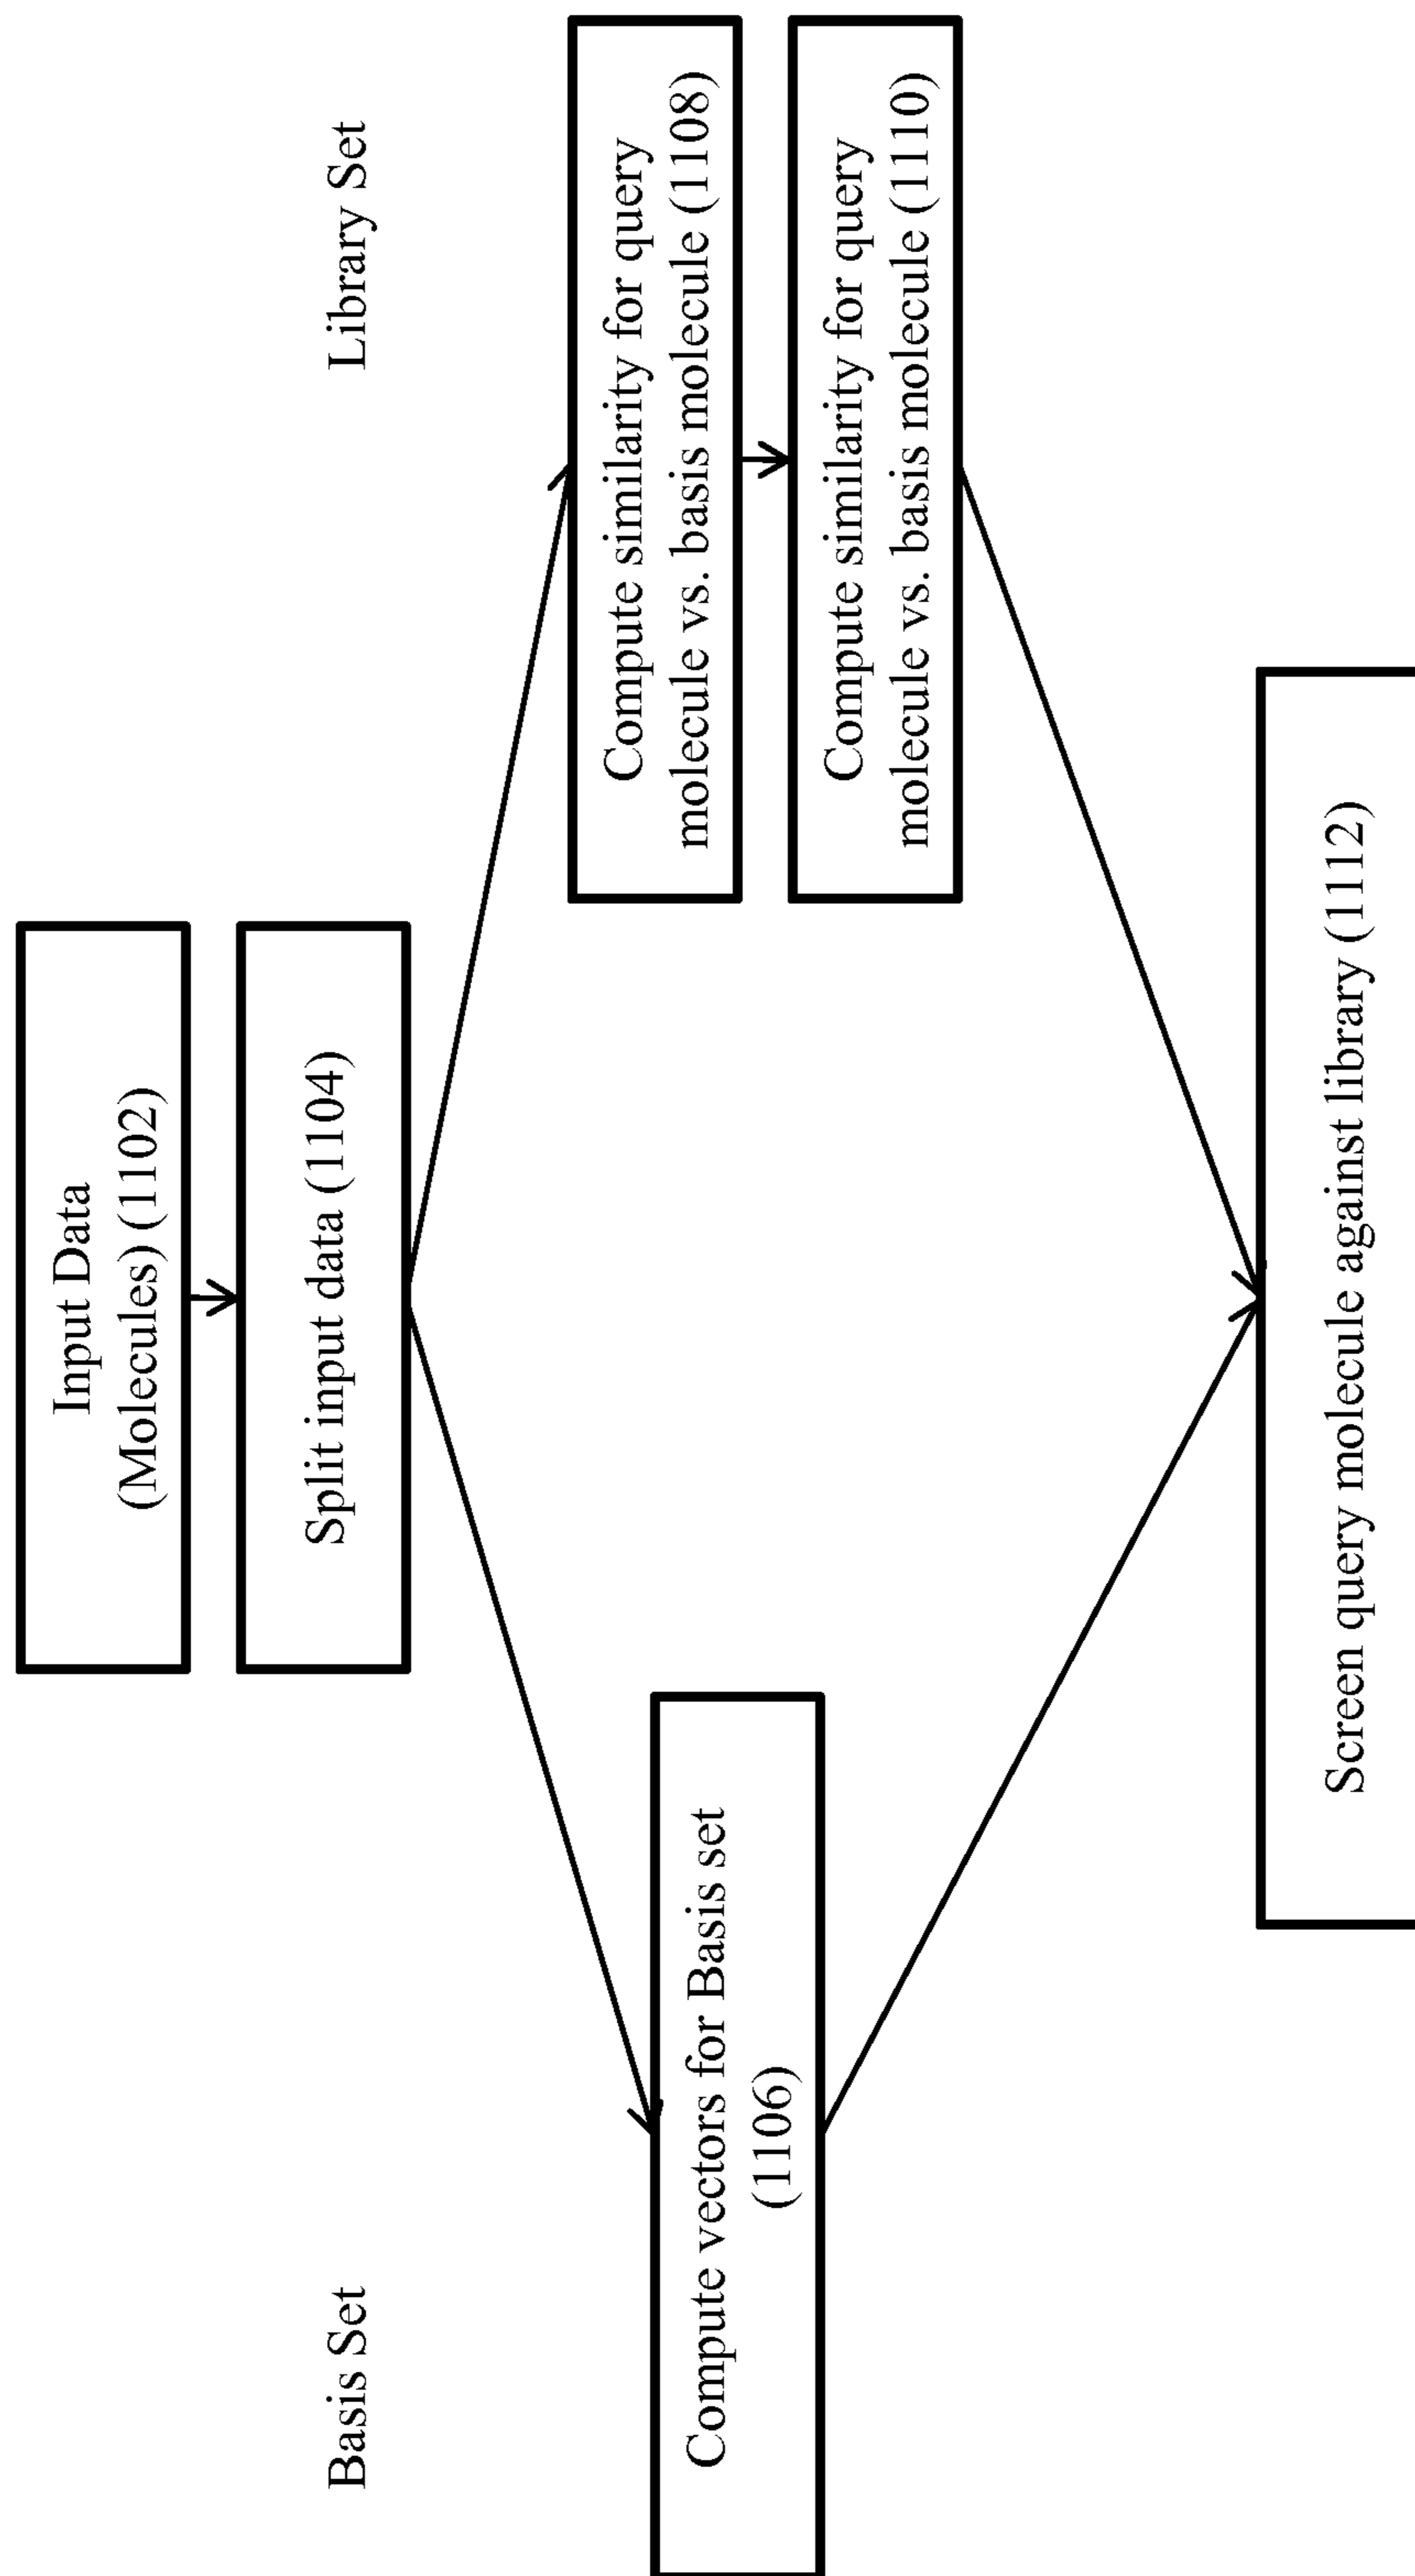 Input Data
(Molecules) (1102)
Split input data (1104)
Basis Set
Library Set
Compute vectors for Basis set
(1106)
Compute similarity for query
molecule vs. basis molecule (1108)
Compute similarity for query
molecule vs. basis molecule (1110)
Screen query molecule against library (1112)